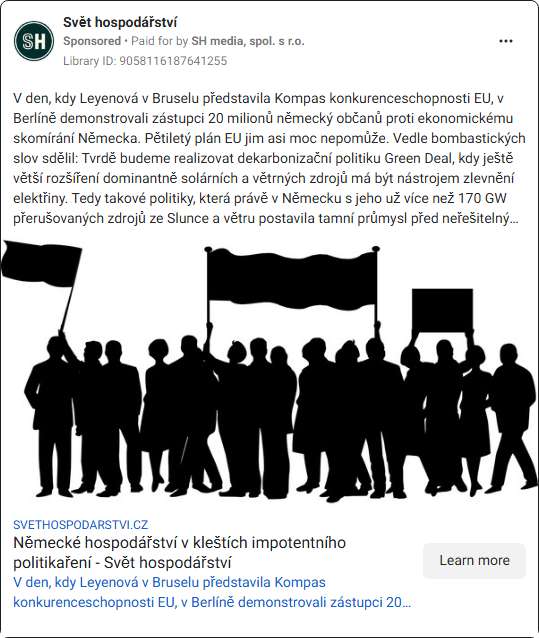 SH
Svět hospodářství
Sponsored • Paid for by SH media, spol. s r.o.
Library ID: 9058116187641255
V den, kdy Leyenová v Bruselu představila Kompas konkurenceschopnosti EU, v
Berlíně demonstrovali zástupci 20 milionů německý občanů proti ekonomickému
skomírání Německa. Pětiletý plán EU jim asi moc nepomůže. Vedle bombastických
slov sdělil: Tvrdě budeme realizovat dekarbonizační politiku Green Deal, kdy ještě
větší rozšíření dominantně solárních a větrných zdrojů má být nástrojem zlevnění
elektřiny. Tedy takové politiky, která právě v Německu s jeho už více než 170 GW
přerušovaných zdrojů ze Slunce a větru postavila tamní průmysl před neřešitelný…
SVETHOSPODARSTVI.CZ
Německé hospodářství v kleštích impotentního
politikaření - Svět hospodářství
Learn more
V den, kdy Leyenová v Bruselu představila Kompas
konkurenceschopnosti EU, v Berlíně demonstrovali zástupci 20…